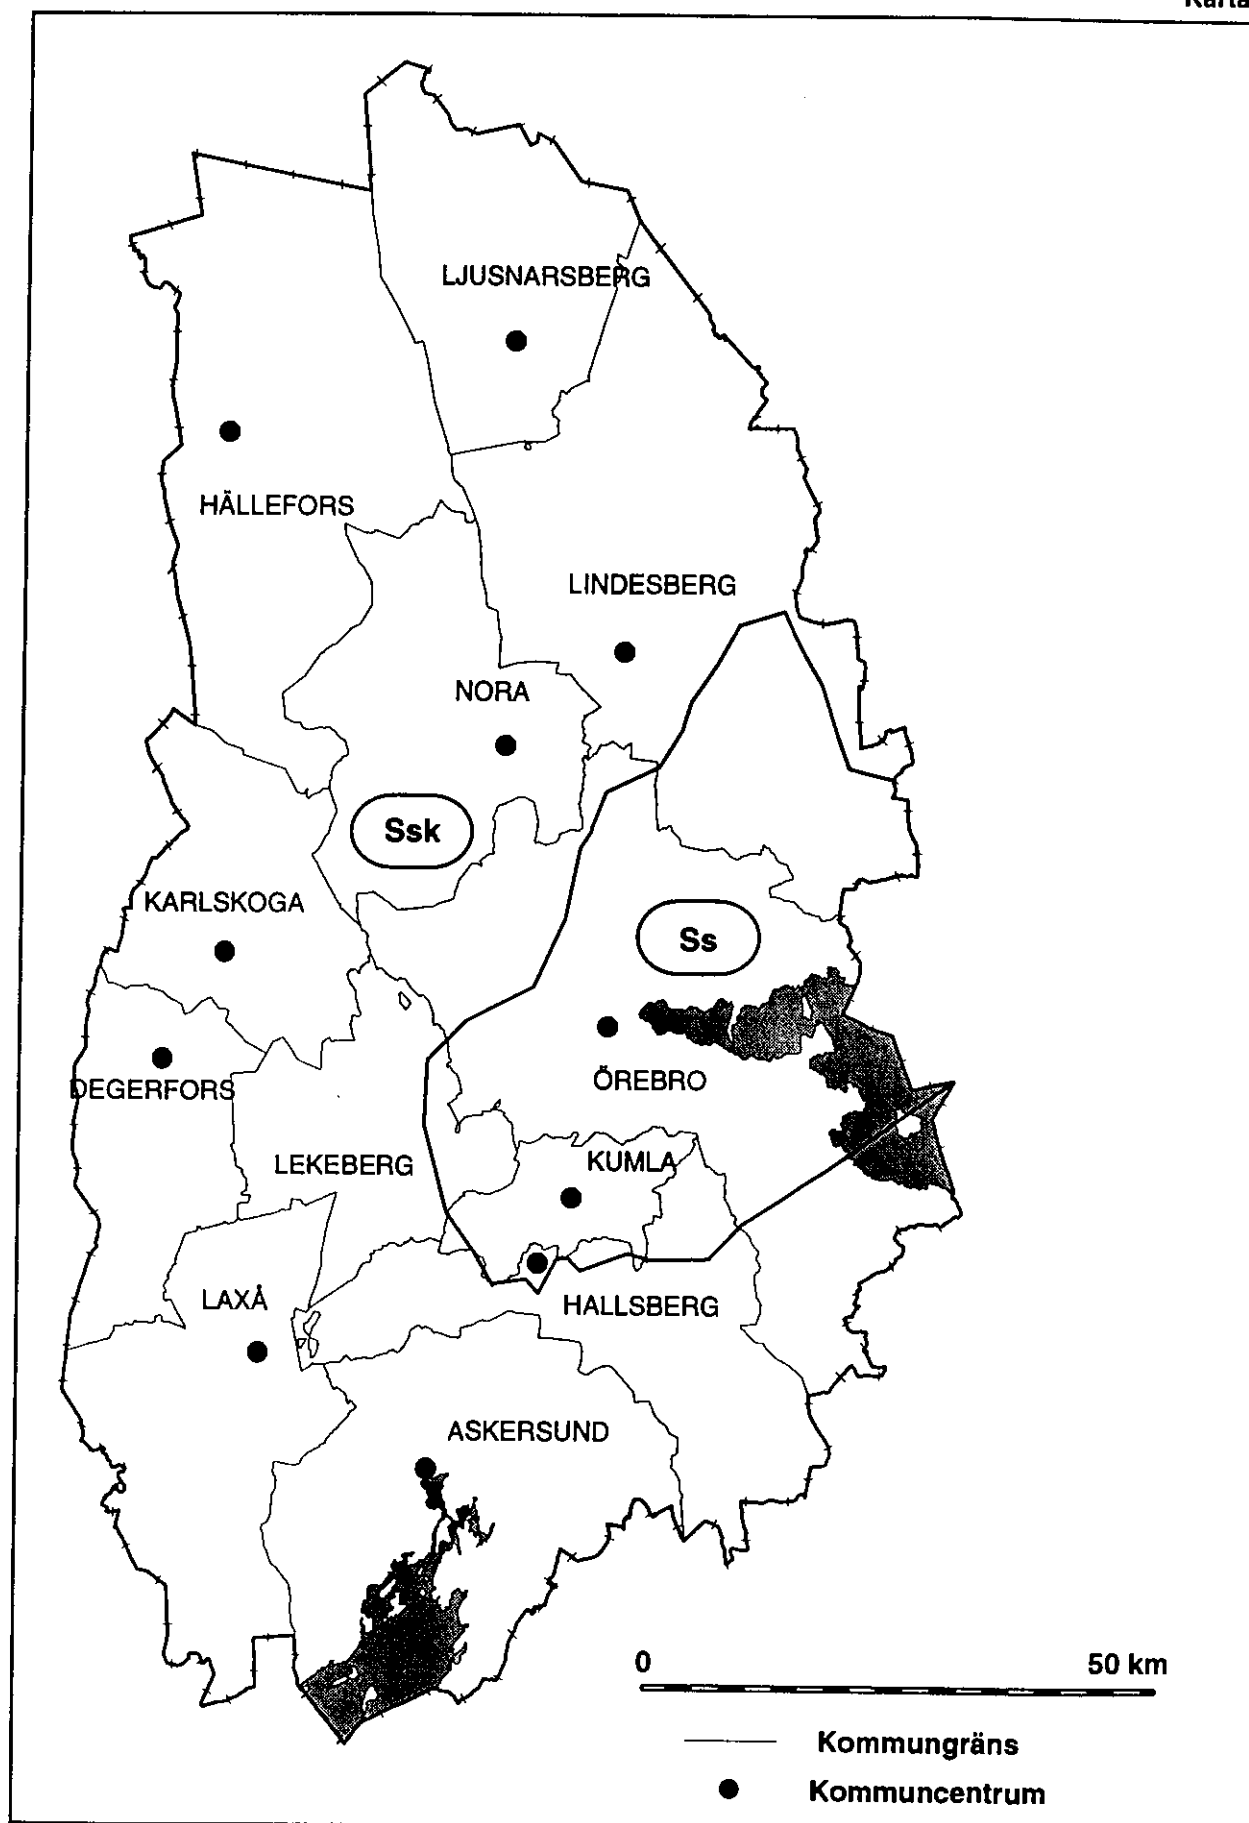 Karta
LJUSNARSBERG
HÄLLEFORS
LINDESBERG
NORA
Ssk
KARLSKOGA
Ss
ÖREBRO
DEGERFORS
KUMLA
LEKEBERG
LAXÅ
HALLSBERG
ASKERSUND
0 50 km
Kommungräns
Kommuncentrum